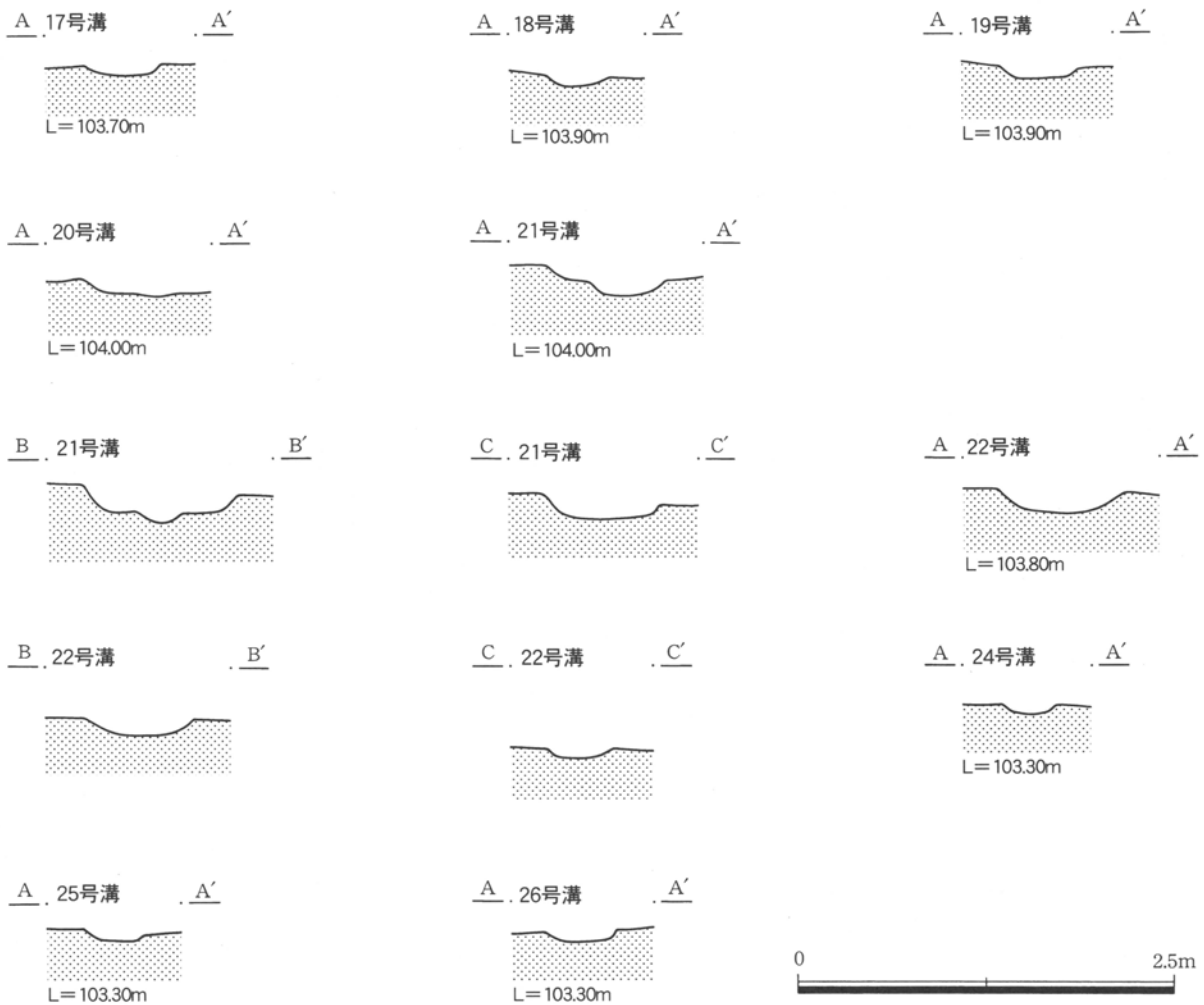 A 17号溝 A′
L=103.70m
A 18号溝 A′
L=103.90m
A 19号溝 A′
L=103.90m
A 20号溝 A′
L=104.00m
A 21号溝 A′
L=104.00m
B 21号溝 B′
C 21号溝 C′
A 22号溝 A′
L=103.80m
B 22号溝 B′
C 22号溝 C′
A 24号溝 A′
L=103.30m
A 25号溝 A′
L=103.30m
A 26号溝 A′
L=103.30m
0 2.5m